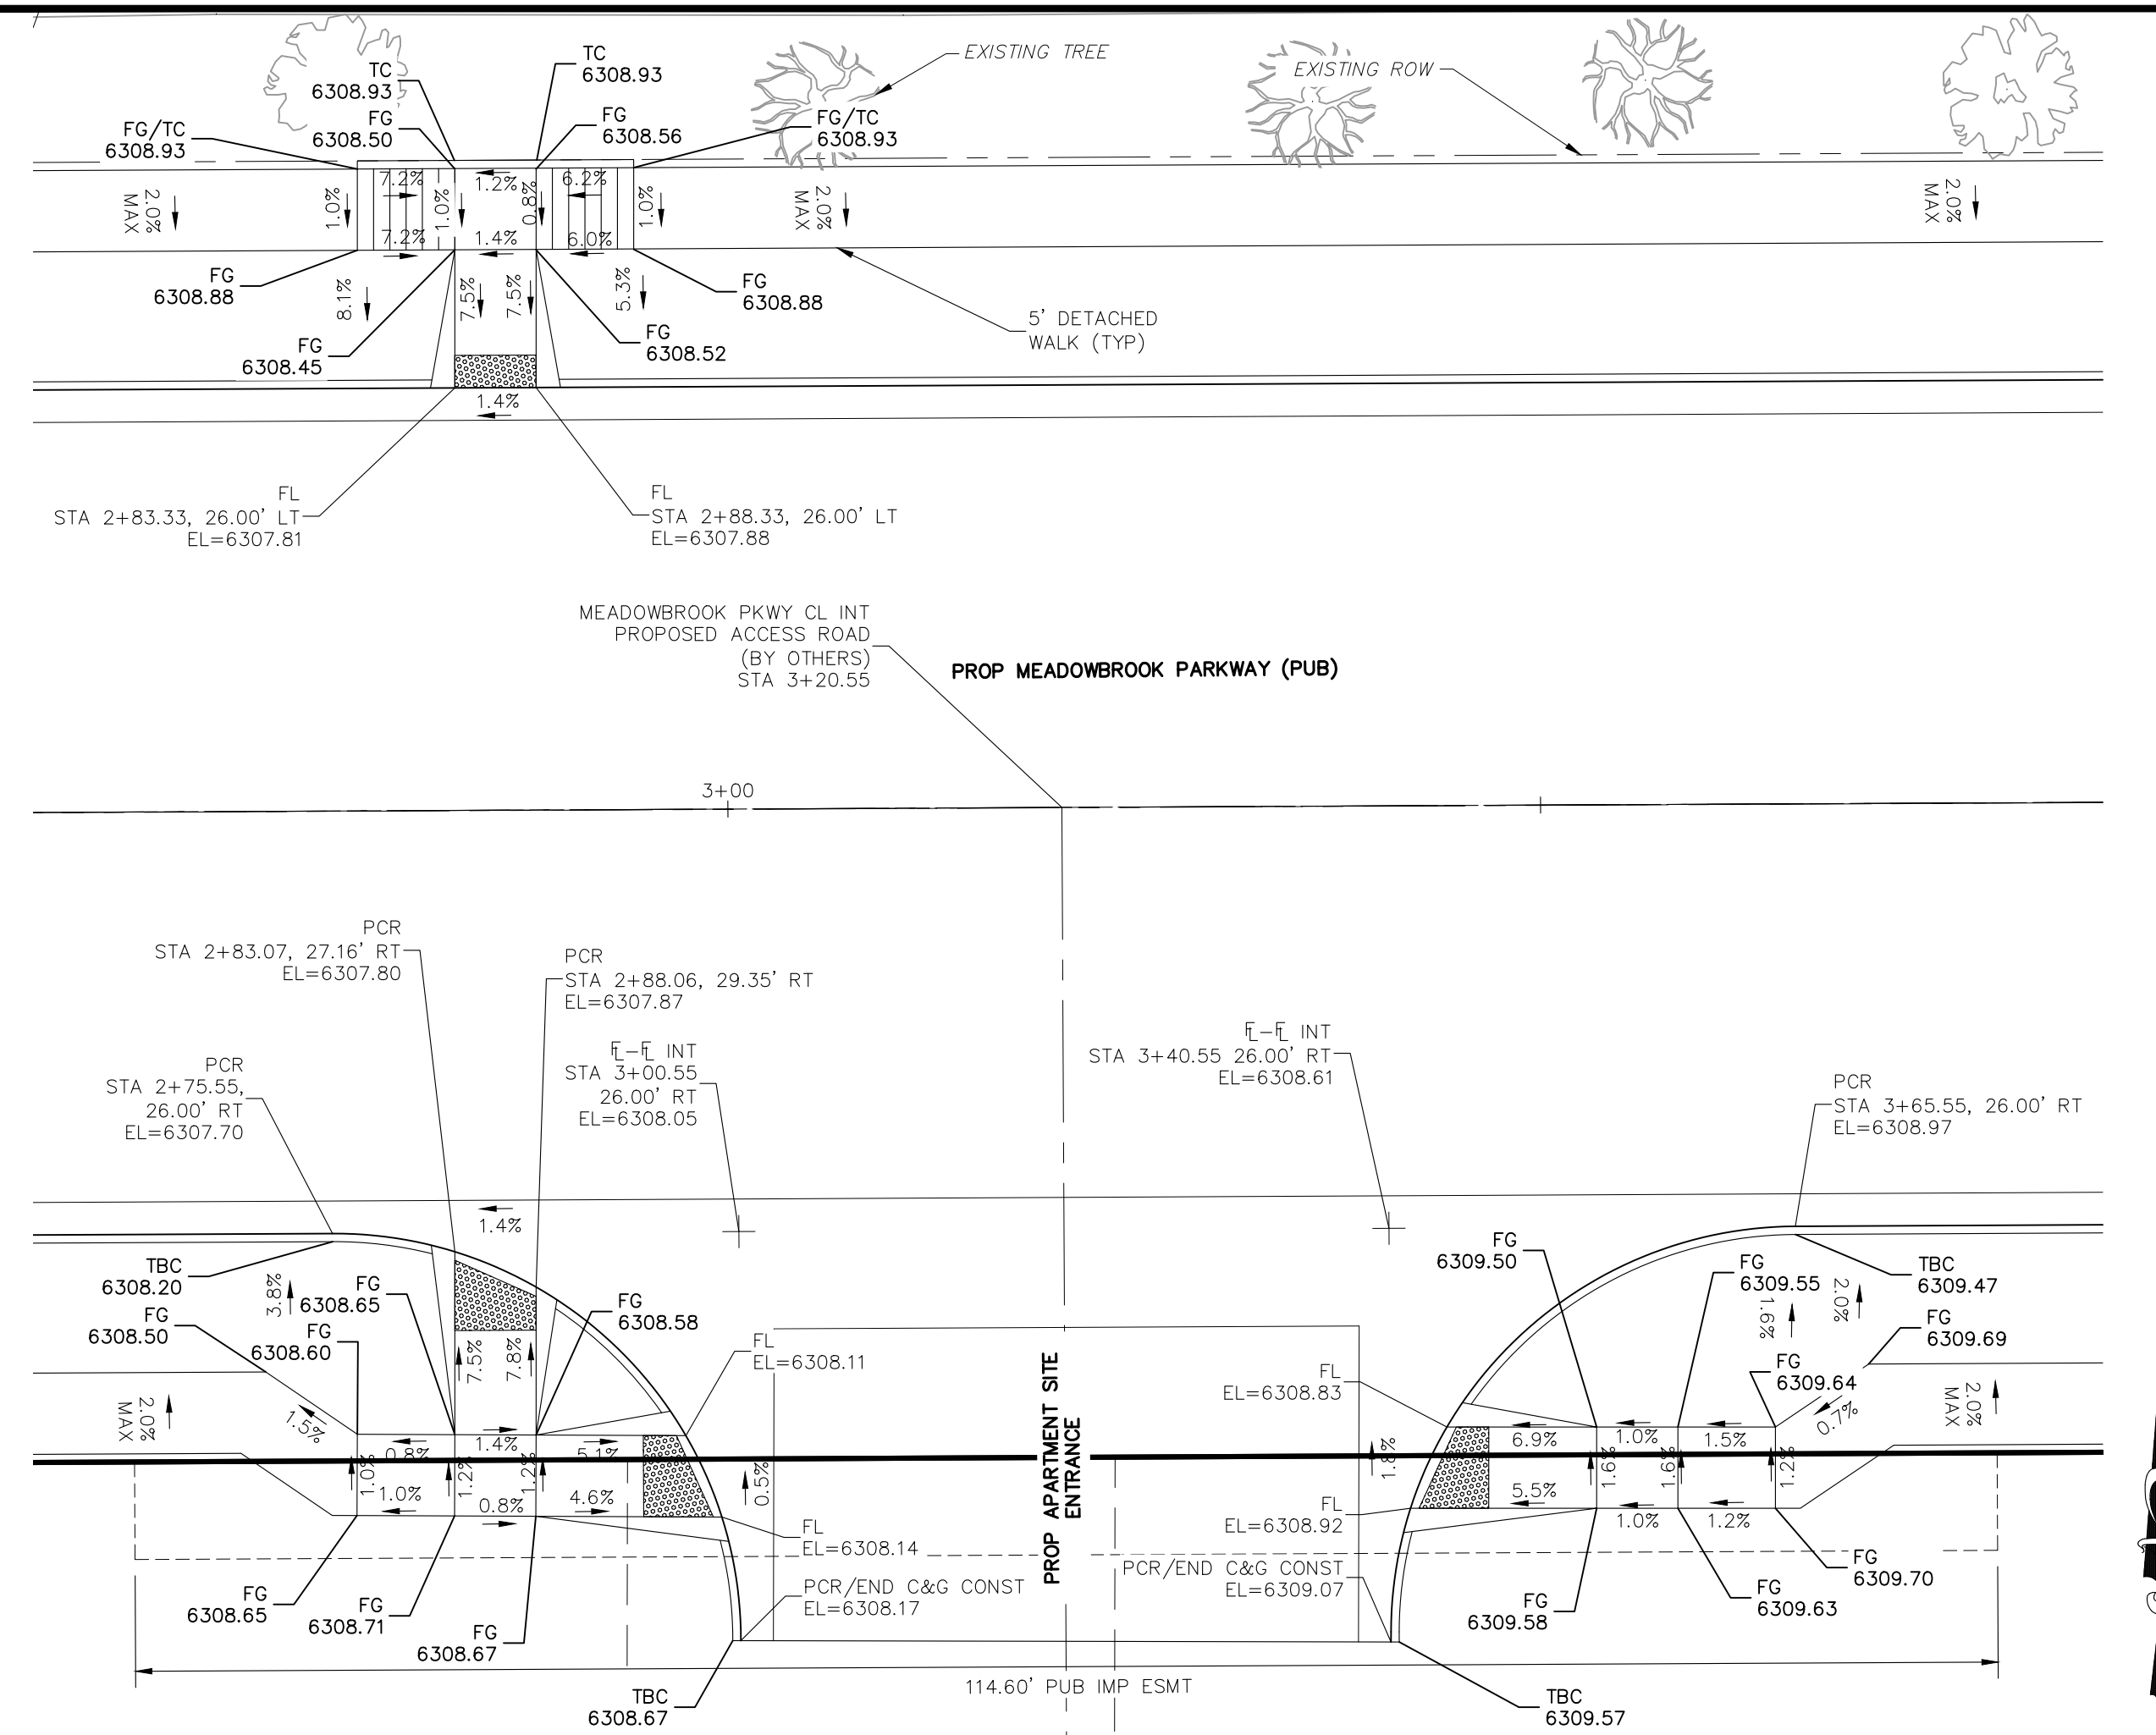 EXISTING TREE
EXISTING ROW
TC
6308.93
TC
6308.93
FG
6308.50
FG
6308.56
FG/TC
6308.93
FG/TC
6308.93
2.0%
MAX
1.0%
7.2%
1.0%
1.2%
0.8%
6.2%
1.0%
2.0%
MAX
2.0%
MAX
7.2%
1.4%
6.0%
FG
6308.88
8.1%
7.5%
7.5%
5.3%
FG
6308.88
FG
6308.45
FG
6308.52
5' DETACHED
WALK (TYP)
1.4%
FL
STA 2+83.33, 26.00' LT
EL=6307.81
FL
STA 2+88.33, 26.00' LT
EL=6307.88
MEADOWBROOK PKWY CL INT
PROPOSED ACCESS ROAD
(BY OTHERS)
STA 3+20.55
PROP MEADOWBROOK PARKWAY (PUB)
3+00
PCR
STA 2+83.07, 27.16' RT
EL=6307.80
PCR
STA 2+88.06, 29.35' RT
EL=6307.87
PCR
STA 2+75.55,
26.00' RT
EL=6307.70
FL-FL INT
STA 3+00.55
26.00' RT
EL=6308.05
FL-FL INT
STA 3+40.55 26.00' RT
EL=6308.61
PCR
STA 3+65.55, 26.00' RT
EL=6308.97
1.4%
TBC
6308.20
FG
6308.50
3.8%
FG
6308.65
FG
6308.60
FG
6308.58
7.5%
7.8%
FL
EL=6308.11
2.0%
MAX
1.5%
0.8%
1.4%
5.1%
1.0%
1.2%
1.2%
1.0%
0.8%
4.6%
0.5%
FL
EL=6308.14
FG
6308.65
FG
6308.71
FG
6308.67
PCR/END C&G CONST
EL=6308.17
TBC
6308.67
PROP APARTMENT SITE
ENTRANCE
114.60' PUB IMP ESMT
FG
6309.50
FG
6309.55
1.6%
2.0%
TBC
6309.47
FG
6309.69
FG
6309.64
0.7%
2.0%
MAX
FL
EL=6308.83
1.8%
6.9%
1.0%
1.5%
1.6%
1.6%
1.2%
5.5%
1.0%
1.2%
FL
EL=6308.92
PCR/END C&G CONST
EL=6309.07
FG
6309.58
FG
6309.63
FG
6309.70
TBC
6309.57